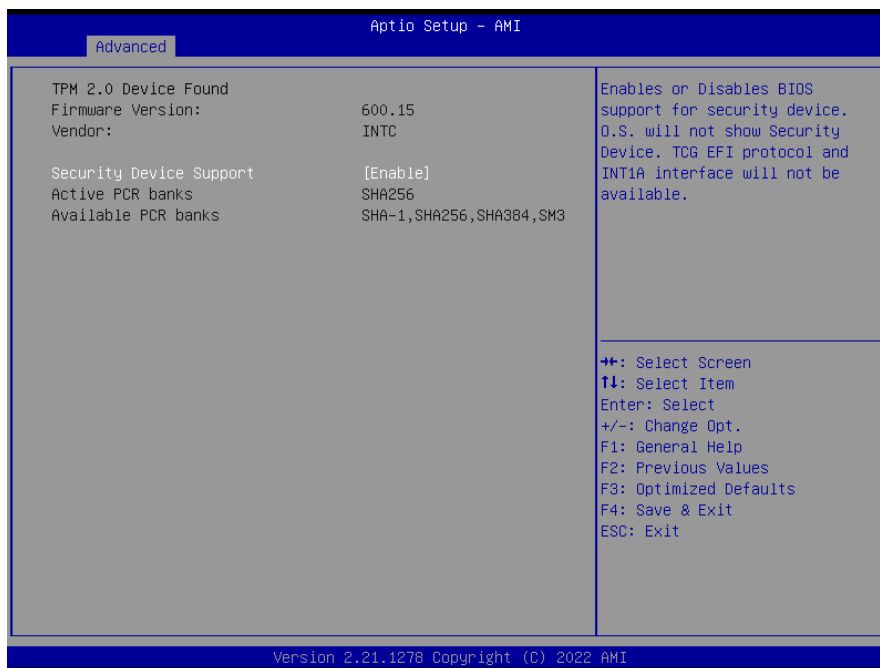 Aptio Setup – AMI
Advanced
TPM 2.0 Device Found
Firmware Version: 600.15
Vendor: INTC
Security Device Support [Enable]
Active PCR banks SHA256
Available PCR banks SHA-1,SHA256,SHA384,SM3
Enables or Disables BIOS
support for security device.
O.S. will not show Security
Device. TCG EFI protocol and
INT1A interface will not be
available.
→←: Select Screen
↑↓: Select Item
Enter: Select
+/-: Change Opt.
F1: General Help
F2: Previous Values
F3: Optimized Defaults
F4: Save & Exit
ESC: Exit
Version 2.21.1278 Copyright (C) 2022 AMI